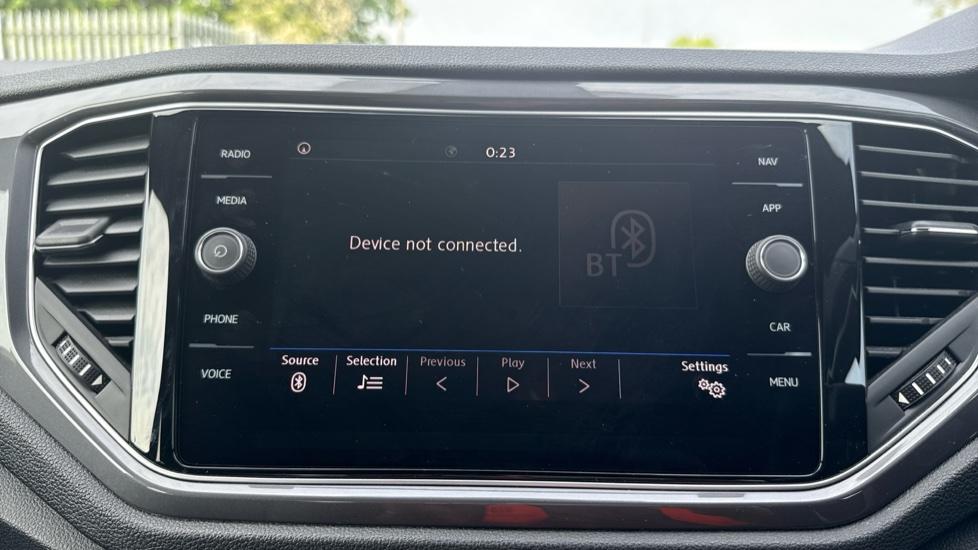 RADIO
MEDIA
PHONE
VOICE
0:23
Device not connected.
BT
Source
Selection
Previous
Play
Next
Settings
NAV
APP
CAR
MENU